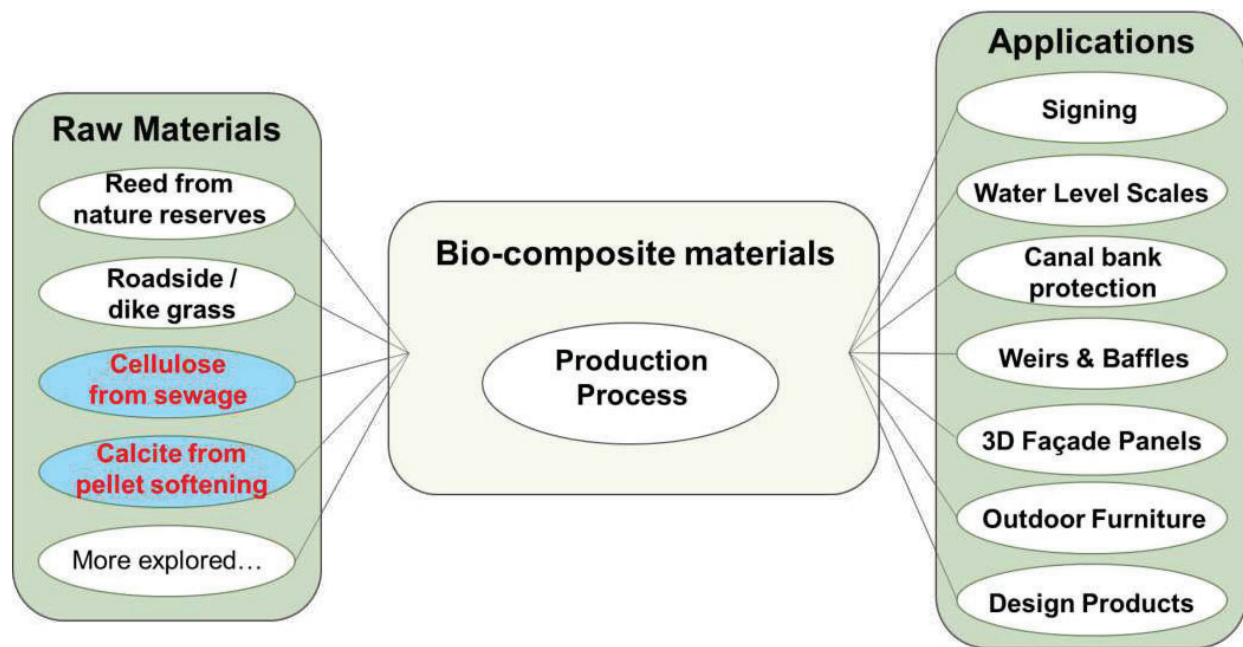 Raw Materials
Reed from
nature reserves
Roadside /
dike grass
Cellulose
from sewage
Calcite from
pellet softening
More explored…
Bio-composite materials
Production
Process
Applications
Signing
Water Level Scales
Canal bank
protection
Weirs & Baffles
3D Façade Panels
Outdoor Furniture
Design Products